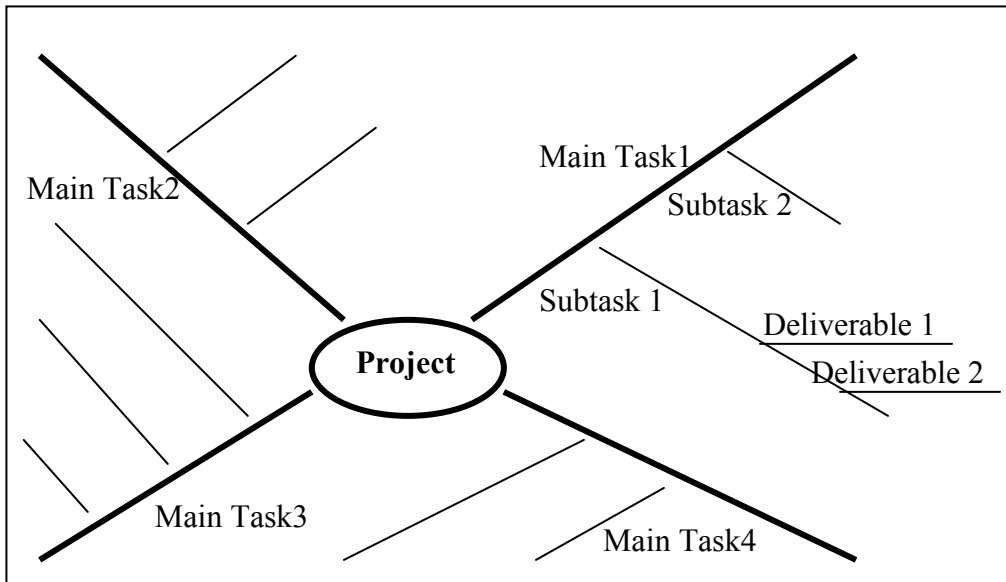 Main Task1
Main Task2
Subtask 2
Subtask 1
Deliverable 1
Project
Deliverable 2
Main Task3
Main Task4